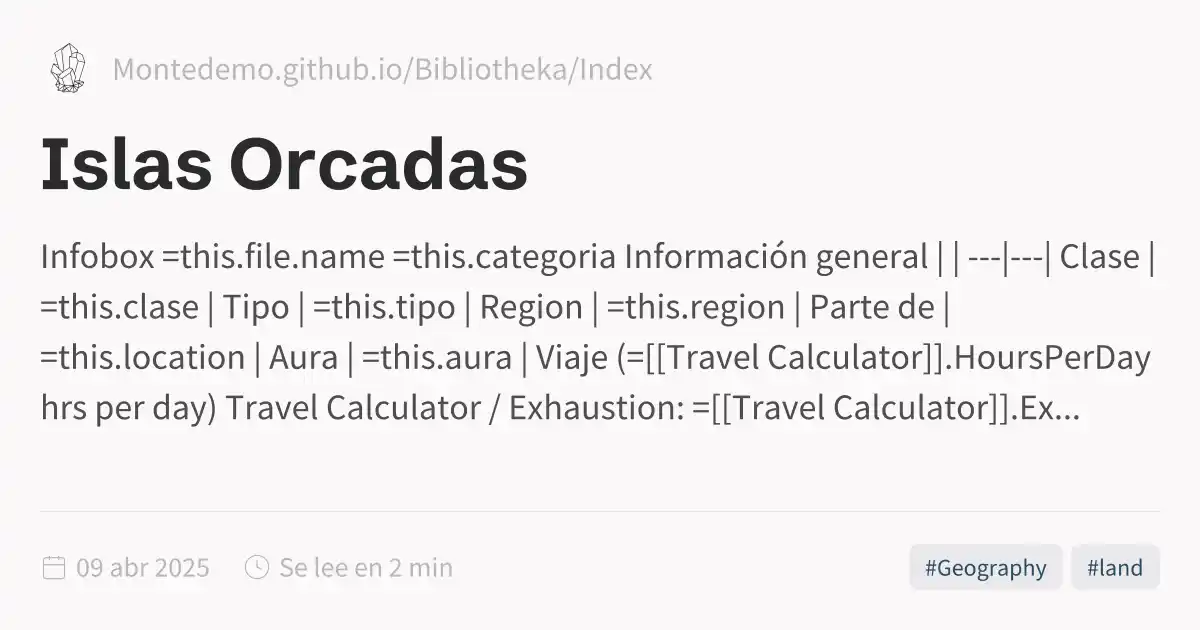 Montedemo.github.io/Bibliotheka/Index
Islas Orcadas
Infobox =this.file.name =this.categoria Información general | | ---|---| Clase |
=this.clase | Tipo | =this.tipo | Region | =this.region | Parte de |
=this.location | Aura | =this.aura | Viaje (=[[Travel Calculator]].HoursPerDay
hrs per day) Travel Calculator / Exhaustion: =[[Travel Calculator]].Ex...
09 abr 2025 Se lee en 2 min #Geography #land